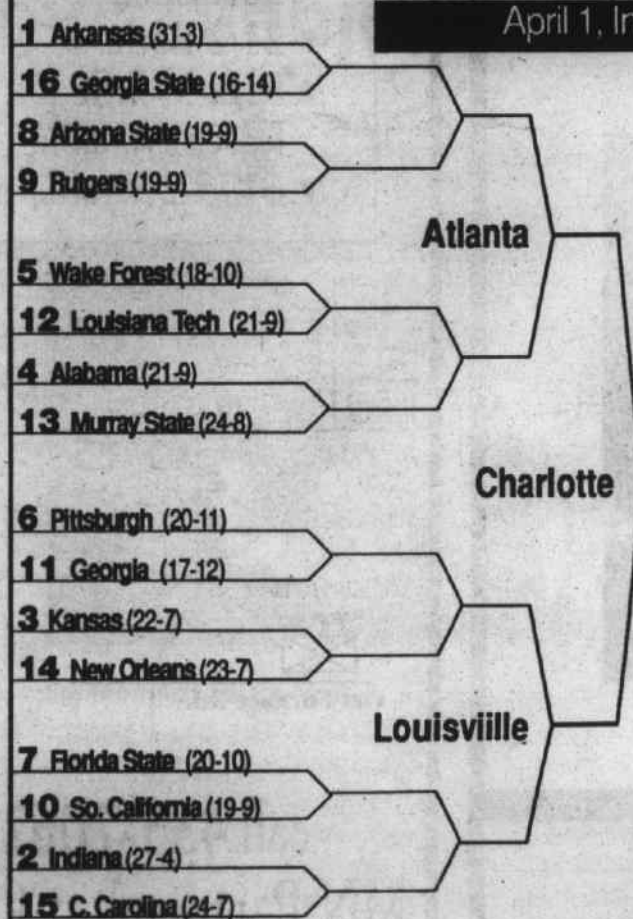 April 1, In
1 Arkansas (31-3)
16 Georgia State (16-14)
8 Arizona State (19-9)
9 Rutgers (19-9)
Atlanta
5 Wake Forest (18-10)
12 Louisiana Tech (21-9)
4 Alabama (21-9)
13 Murray State (24-8)
Charlotte
6 Pittsburgh (20-11)
11 Georgia (17-12)
3 Kansas (22-7)
14 New Orleans (23-7)
Louisviille
7 Florida State (20-10)
10 So. California (19-9)
2 Indiana (27-4)
15 C. Carolina (24-7)